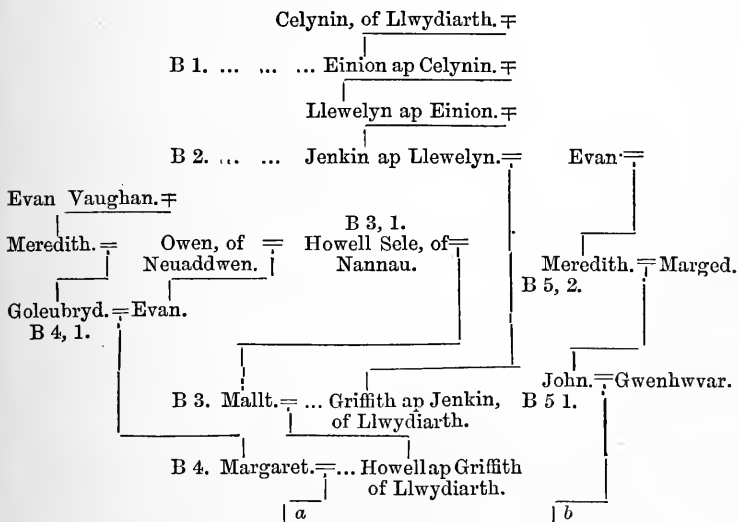 Celynin, of Llwydiarth.
B 1. ... ... ... Einion ap Celynin.
Llewelyn ap Einion.
B 2. ... ... Jenkin ap Llewelyn. Evan
Evan Vaughan.
B 3, 1.
Meredith. Owen, of Howell Sele, of Meredith. Marged.
Neuaddwen. Nannau. B 5, 2.
Goleubryd. Evan.
B 4, 1.
B 3. Mallt. ... Griffith ap Jenkin, John. Gwenhwvar.
of Llwydiarth. B 5 1.
B 4. Margaret. ... Howell ap Griffith
of Llwydiarth.
a b